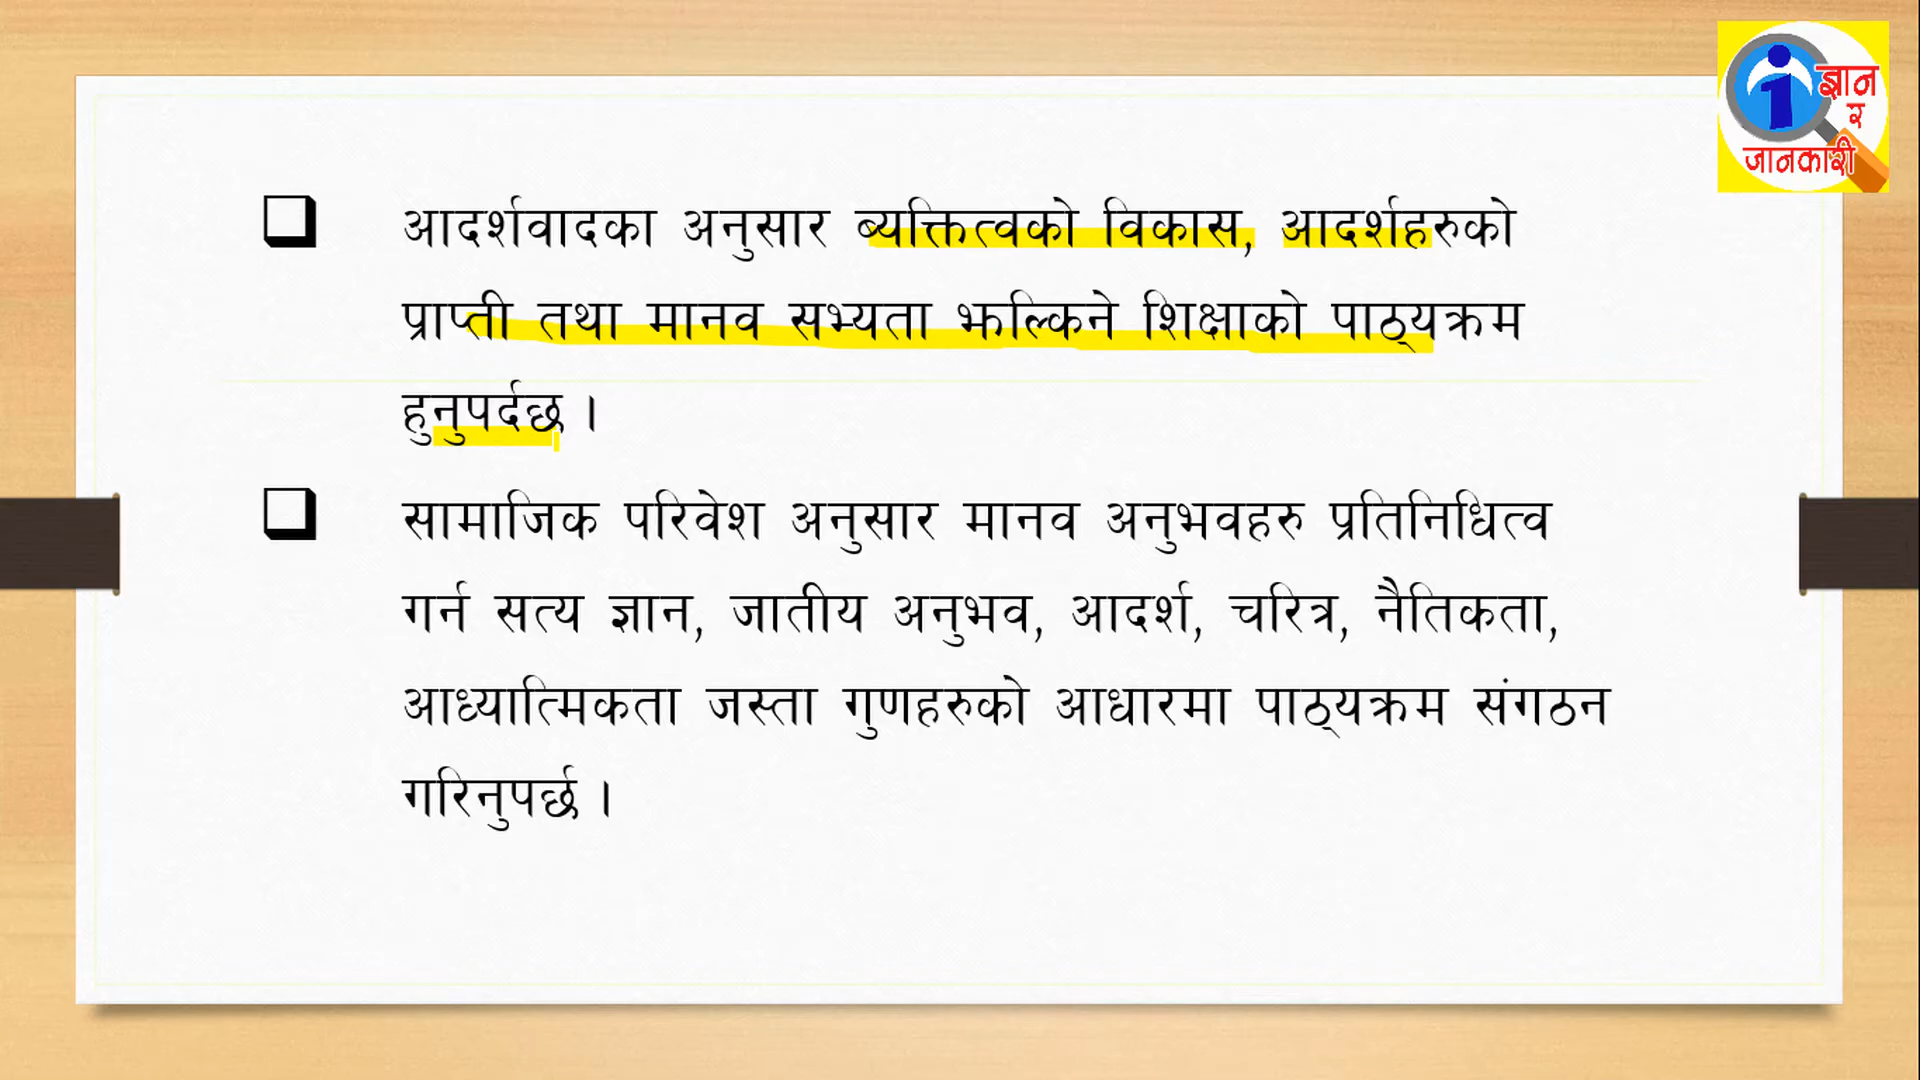 ज्ञान
र
जानकारी
आदर्शवादका अनुसार ब्यक्तित्वको विकास, आदर्शहरुको
प्राप्ती तथा मानव सभ्यता झल्किने शिक्षाको पाठ्यक्रम
हुनुपर्दछ ।
सामाजिक परिवेश अनुसार मानव अनुभवहरु प्रतिनिधित्व
गर्न सत्य ज्ञान, जातीय अनुभव, आदर्श, चरित्र, नैतिकता,
आध्यात्मिकता जस्ता गुणहरुको आधारमा पाठ्यक्रम संगठन
गरिनुपर्छ ।